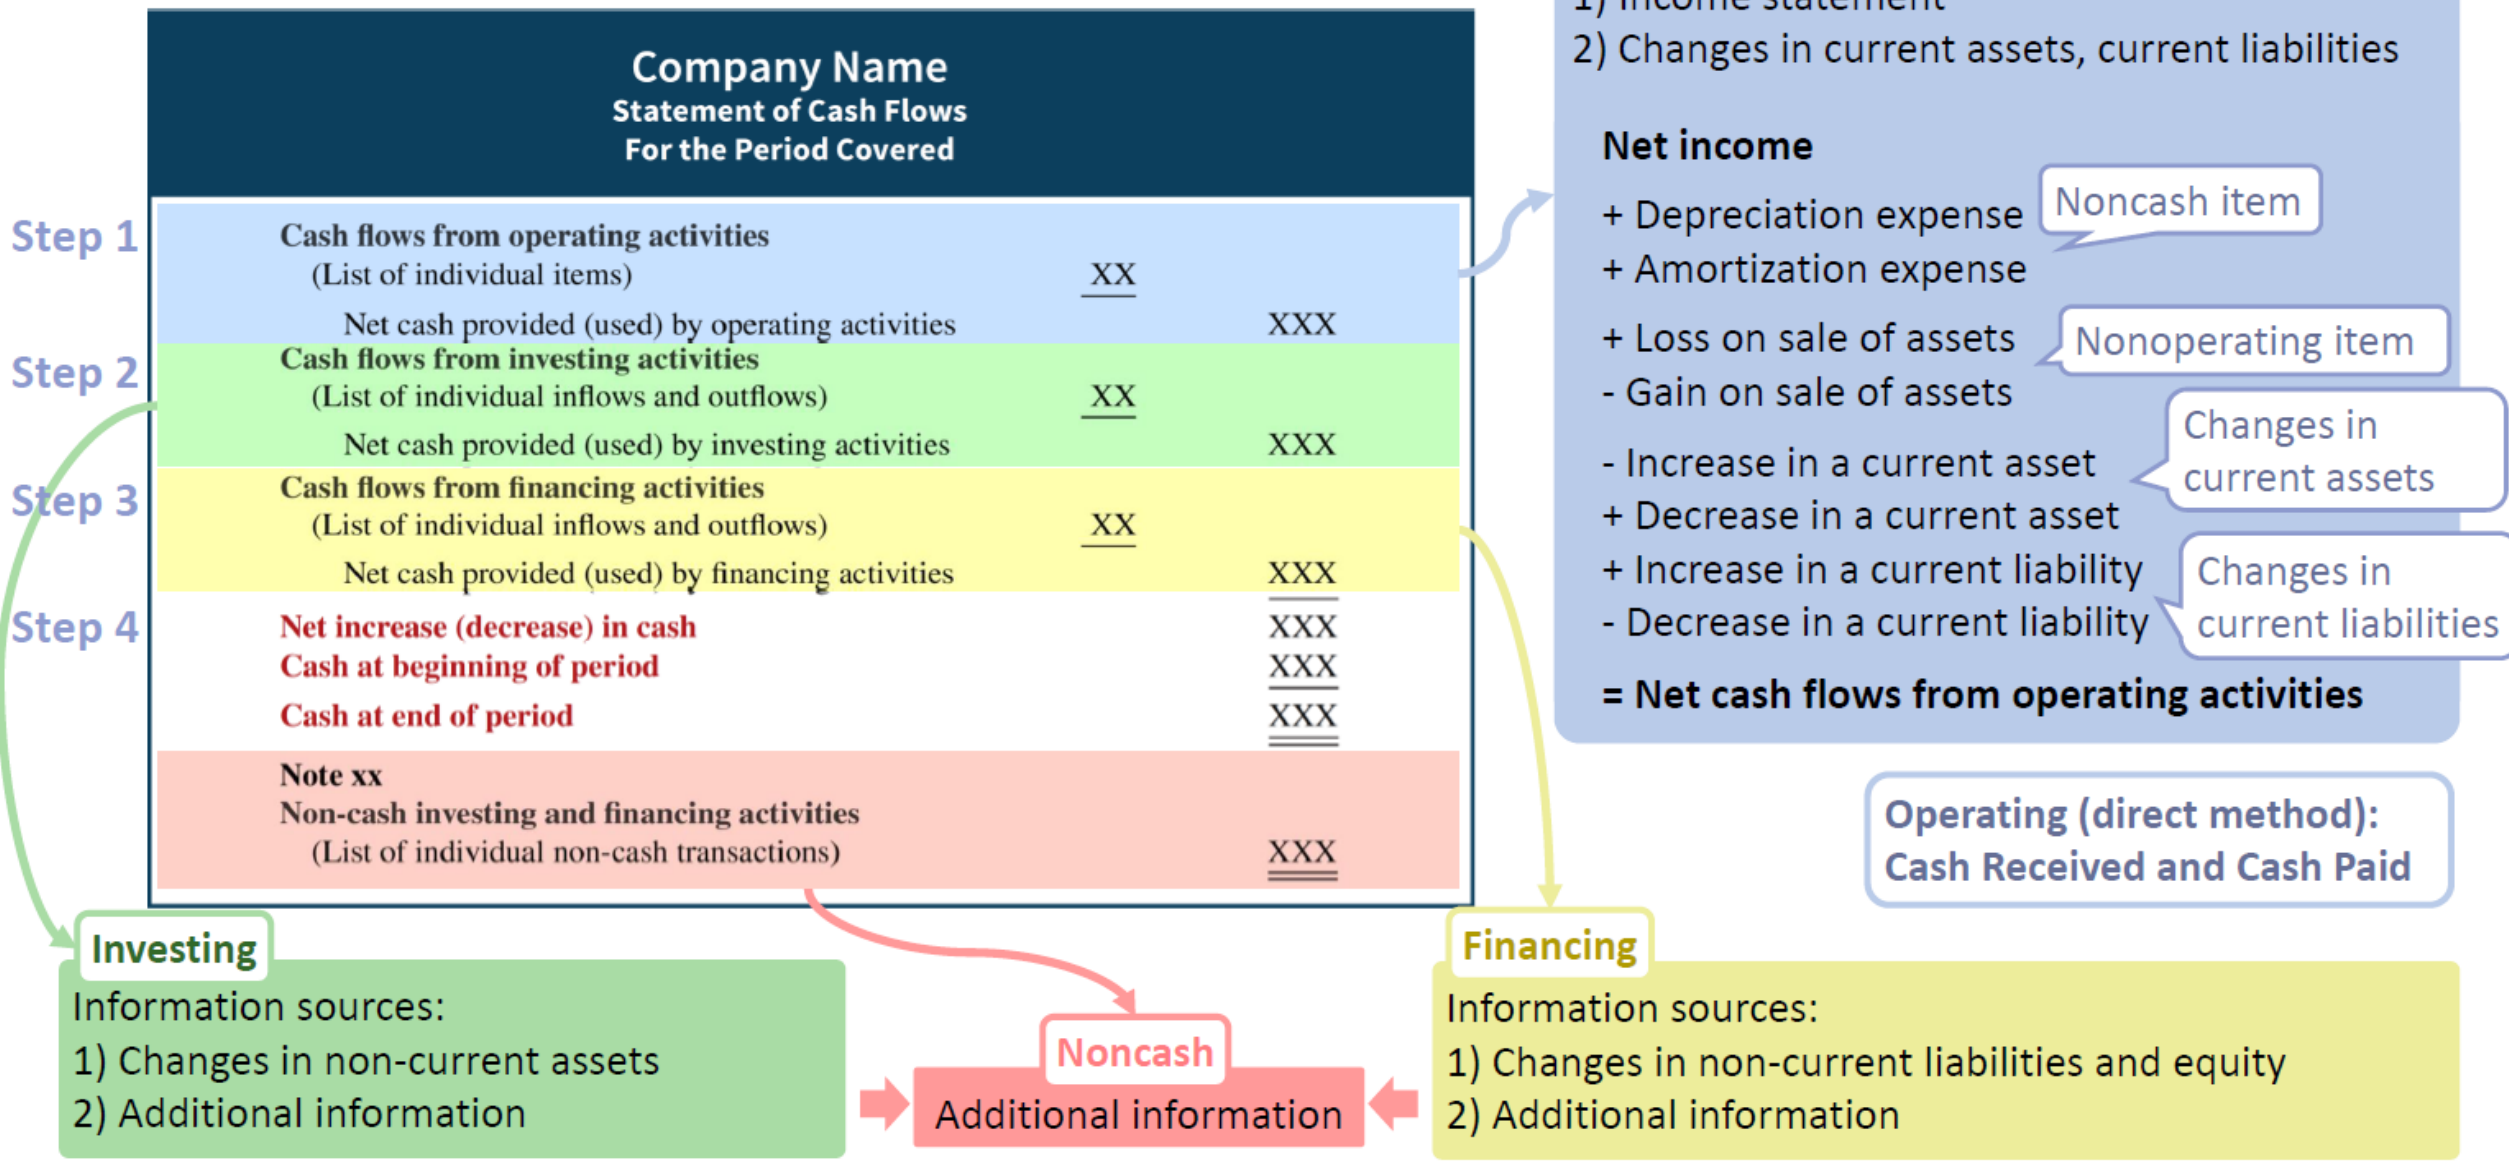 Company Name
Statement of Cash Flows
For the Period Covered
Step 1
Cash flows from operating activities
(List of individual items) XX
Net cash provided (used) by operating activities XXX
Step 2
Cash flows from investing activities
(List of individual inflows and outflows) XX
Net cash provided (used) by investing activities XXX
Step 3
Cash flows from financing activities
(List of individual inflows and outflows) XX
Net cash provided (used) by financing activities XXX
Step 4
Net increase (decrease) in cash XXX
Cash at beginning of period XXX
Cash at end of period XXX
Note xx
Non-cash investing and financing activities
(List of individual non-cash transactions) XXX
1) Income statement
2) Changes in current assets, current liabilities
Net income
+ Depreciation expense
+ Amortization expense
Noncash item
+ Loss on sale of assets
- Gain on sale of assets
Nonoperating item
- Increase in a current asset
+ Decrease in a current asset
Changes in
current assets
+ Increase in a current liability
- Decrease in a current liability
Changes in
current liabilities
= Net cash flows from operating activities
Operating (direct method):
Cash Received and Cash Paid
Investing
Information sources:
1) Changes in non-current assets
2) Additional information
Noncash
Additional information
Financing
Information sources:
1) Changes in non-current liabilities and equity
2) Additional information